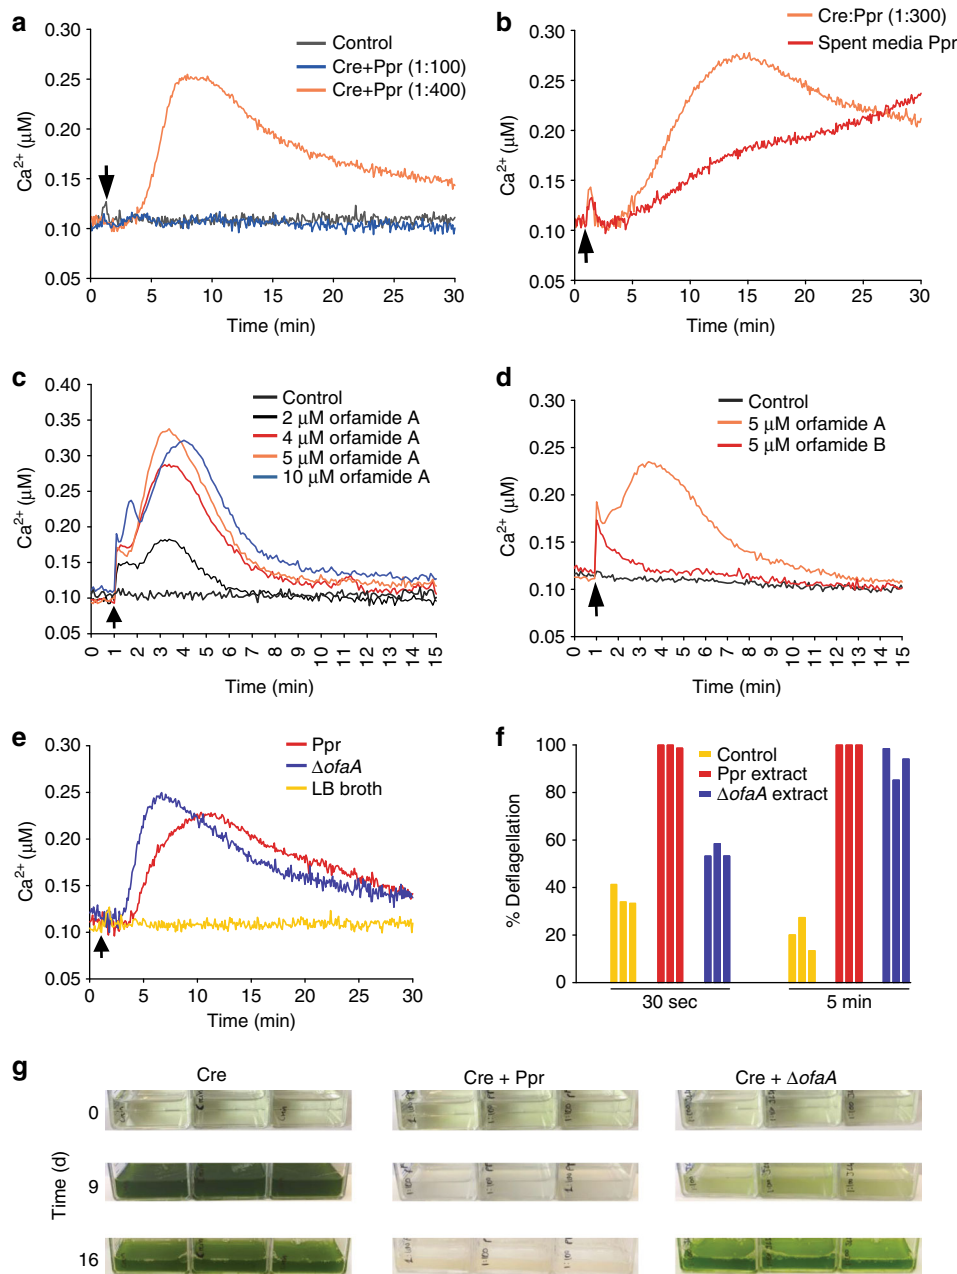 a
0.30
0.25
0.20
0.15
0.10
0.05
Ca2+ (μM)
Control
Cre+Ppr (1:100)
Cre+Ppr (1:400)
0 5 10 15 20 25 30
Time (min)
b
0.30
0.25
0.20
0.15
0.10
0.05
Ca2+ (μM)
Cre:Ppr (1:300)
Spent media Ppr
0 5 10 15 20 25 30
Time (min)
c
0.40
0.35
0.30
0.25
0.20
0.15
0.10
0.05
Ca2+ (μM)
Control
2 μM orfamide A
4 μM orfamide A
5 μM orfamide A
10 μM orfamide A
0 1 2 3 4 5 6 7 8 9 10 11 12 13 14 15
Time (min)
d
0.30
0.25
0.20
0.15
0.10
0.05
Ca2+ (μM)
Control
5 μM orfamide A
5 μM orfamide B
0 1 2 3 4 5 6 7 8 9 10 11 12 13 14 15
Time (min)
e
0.30
0.25
0.20
0.15
0.10
0.05
Ca2+ (μM)
Ppr
ΔofaA
LB broth
0 5 10 15 20 25 30
Time (min)
f
100
80
60
40
20
0
% Deflagellation
Control
Ppr extract
ΔofaA extract
30 sec 5 min
g
Cre Cre + Ppr Cre + ΔofaA
Time (d)
0
9
16